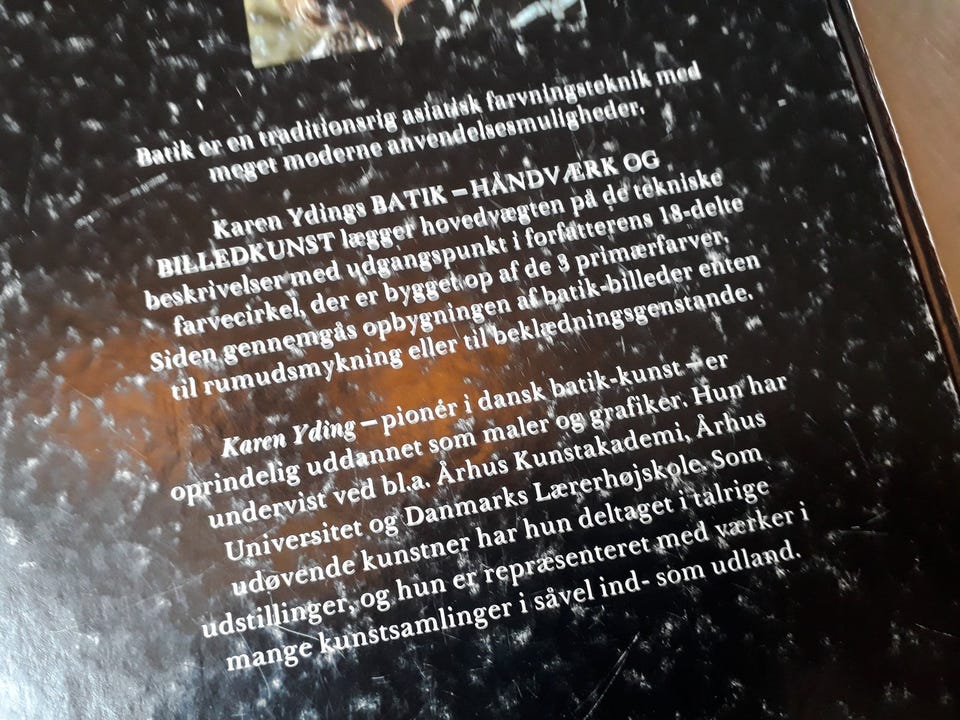 Batik er en traditionsrig asiatisk farvningsteknik med
meget moderne anvendelsesmuligheder.
Karen Ydings BATIK – HÅNDVÆRK OG
BILLEDKUNST lægger hovedvægten på de tekniske
beskrivelser med udgangspunkt i forfatterens 18-delte
farvecirkel, der er bygget op af de 3 primærfarver.
Siden gennemgås opbygningen af batik-billeder enten
til rumudsmykning eller til beklædningsgenstande.
Karen Yding – pionér i dansk batik-kunst – er
oprindelig uddannet som maler og grafiker. Hun har
undervist ved bl.a. Århus Kunstakademi, Århus
Universitet og Danmarks Lærerhøjskole. Som
udøvende kunstner har hun deltaget i talrige
udstillinger, og hun er repræsenteret med værker i
mange kunstsamlinger i såvel ind- som udland.